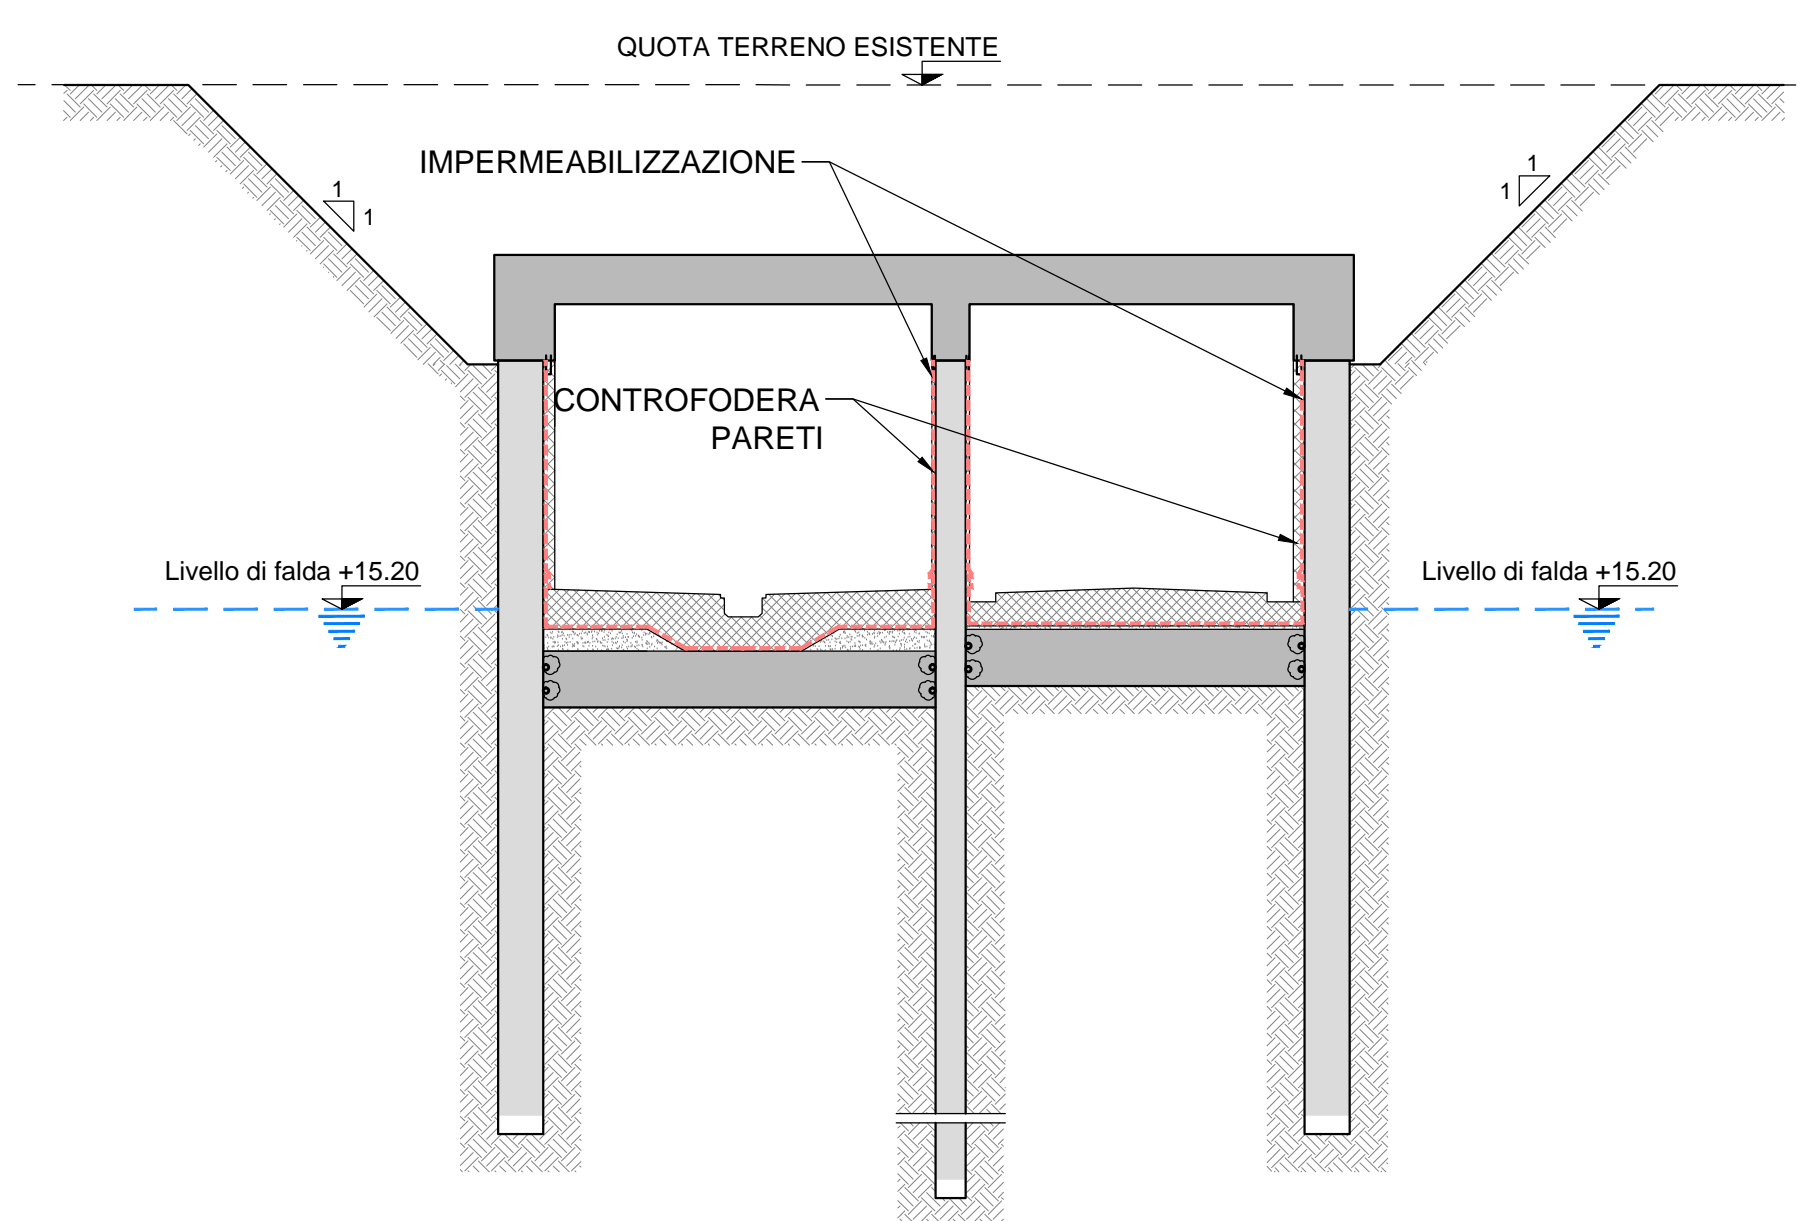 QUOTA TERRENO ESISTENTE
IMPERMEABILIZZAZIONE
1
1
1
1
CONTROFODERA
PARETI
Livello di falda +15.20
Livello di falda +15.20